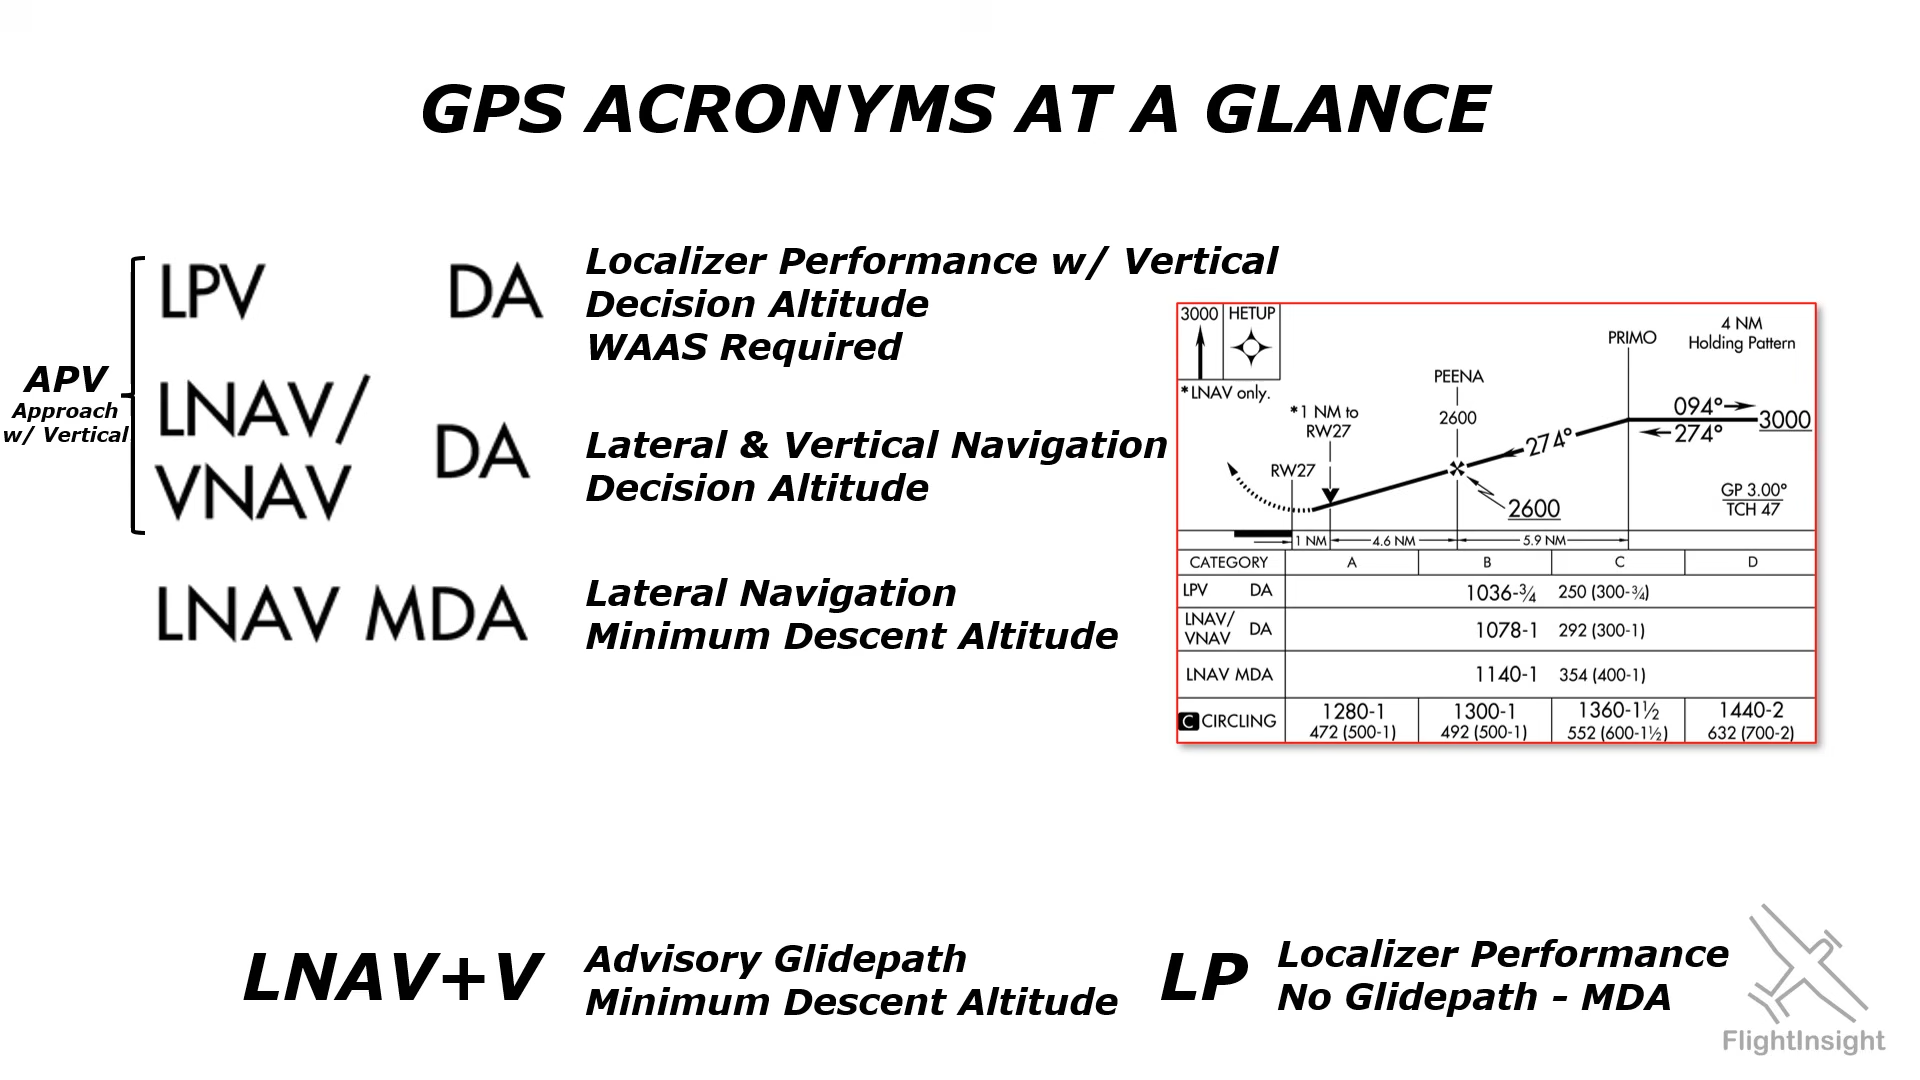 GPS ACRONYMS AT A GLANCE
APV
Approach
w/ Vertical
LPV DA
Localizer Performance w/ Vertical
Decision Altitude
WAAS Required
LNAV/
VNAV DA
Lateral & Vertical Navigation
Decision Altitude
LNAV MDA
Lateral Navigation
Minimum Descent Altitude
3000 HETUP
*LNAV only.
*1 NM to
RW27
RW27
PEENA
2600
PRIMO
4 NM
Holding Pattern
094°
274°
3000
274°
2600
GP 3.00°
TCH 47
1 NM 4.6 NM 5.9 NM
CATEGORY A B C D
LPV DA 1036-¾ 250 (300-¾)
LNAV/
VNAV DA 1078-1 292 (300-1)
LNAV MDA 1140-1 354 (400-1)
C CIRCLING 1280-1 1300-1 1360-1½ 1440-2
472 (500-1) 492 (500-1) 552 (600-1½) 632 (700-2)
LNAV+V
Advisory Glidepath
Minimum Descent Altitude
LP
Localizer Performance
No Glidepath - MDA
FlightInsight